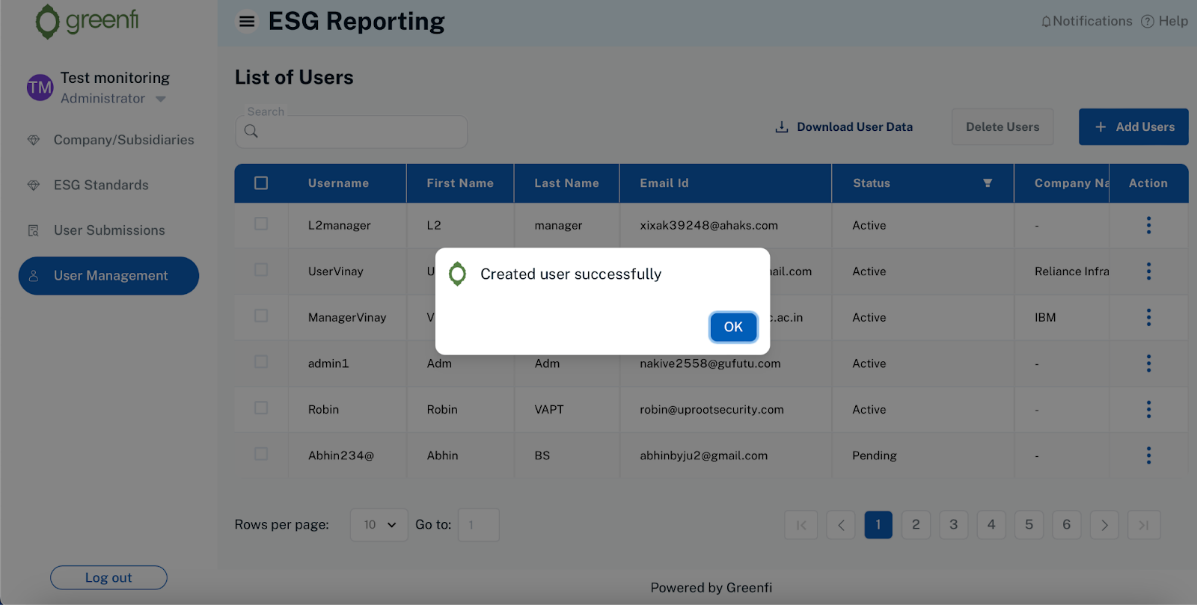 greenfi
ESG Reporting
Notifications
Help
TM
Test monitoring
Administrator
Company/Subsidiaries
ESG Standards
User Submissions
User Management
Log out
List of Users
Search
Download User Data
Delete Users
+ Add Users
Username First Name Last Name Email Id Status Company Na Action
L2manager L2 manager xixak39248@ahaks.com Active -
UserVinay U ail.com Active Reliance Infra
ManagerVinay V c.ac.in Active IBM
admin1 Adm Adm nakive2558@gufutu.com Active -
Robin Robin VAPT robin@uprootsecurity.com Active -
Abhin234@ Abhin BS abhinbyju2@gmail.com Pending -
Created user successfully
OK
Rows per page: 10 Go to: 1
1 2 3 4 5 6
Powered by Greenfi